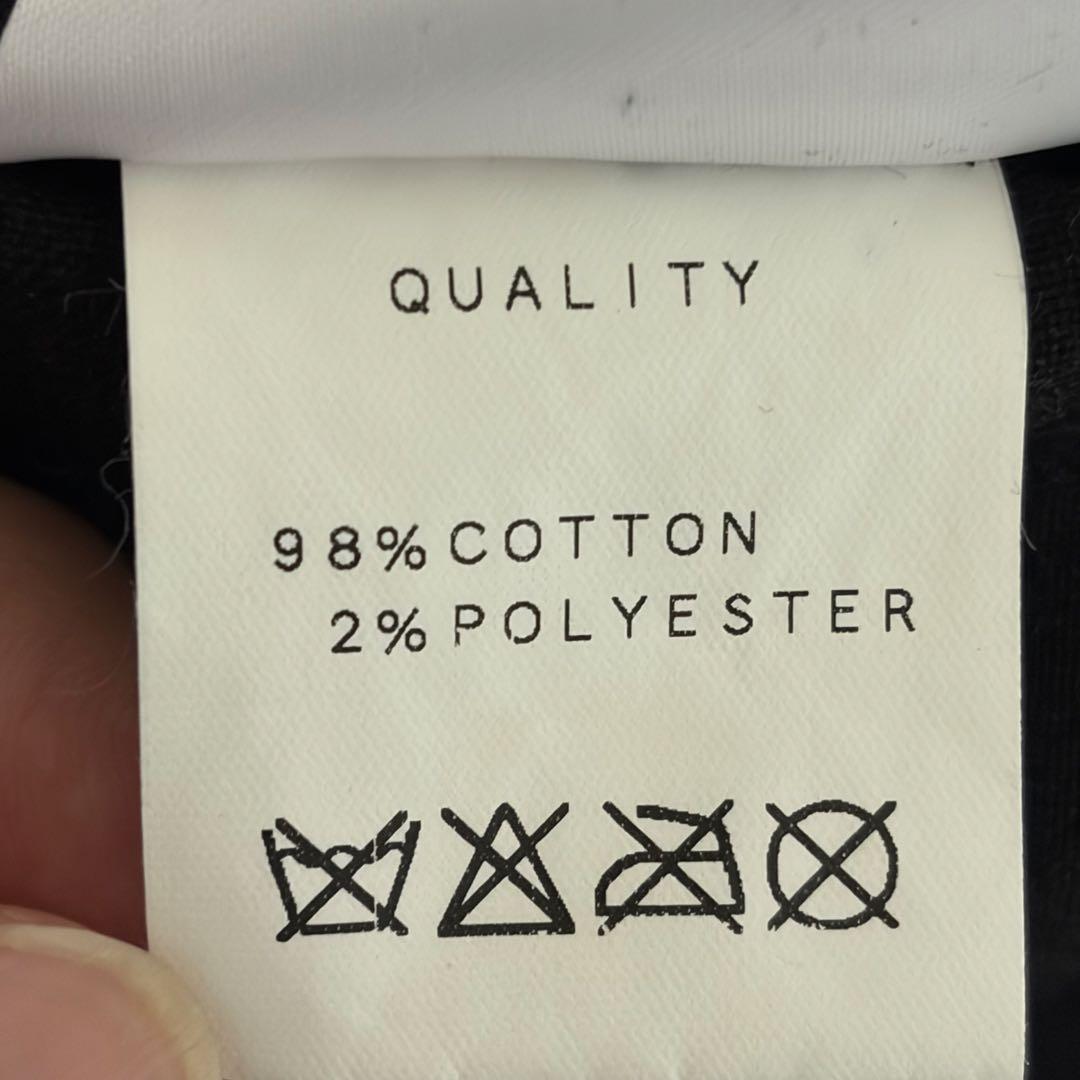 QUALITY
98% COTTON
2% POLYESTER